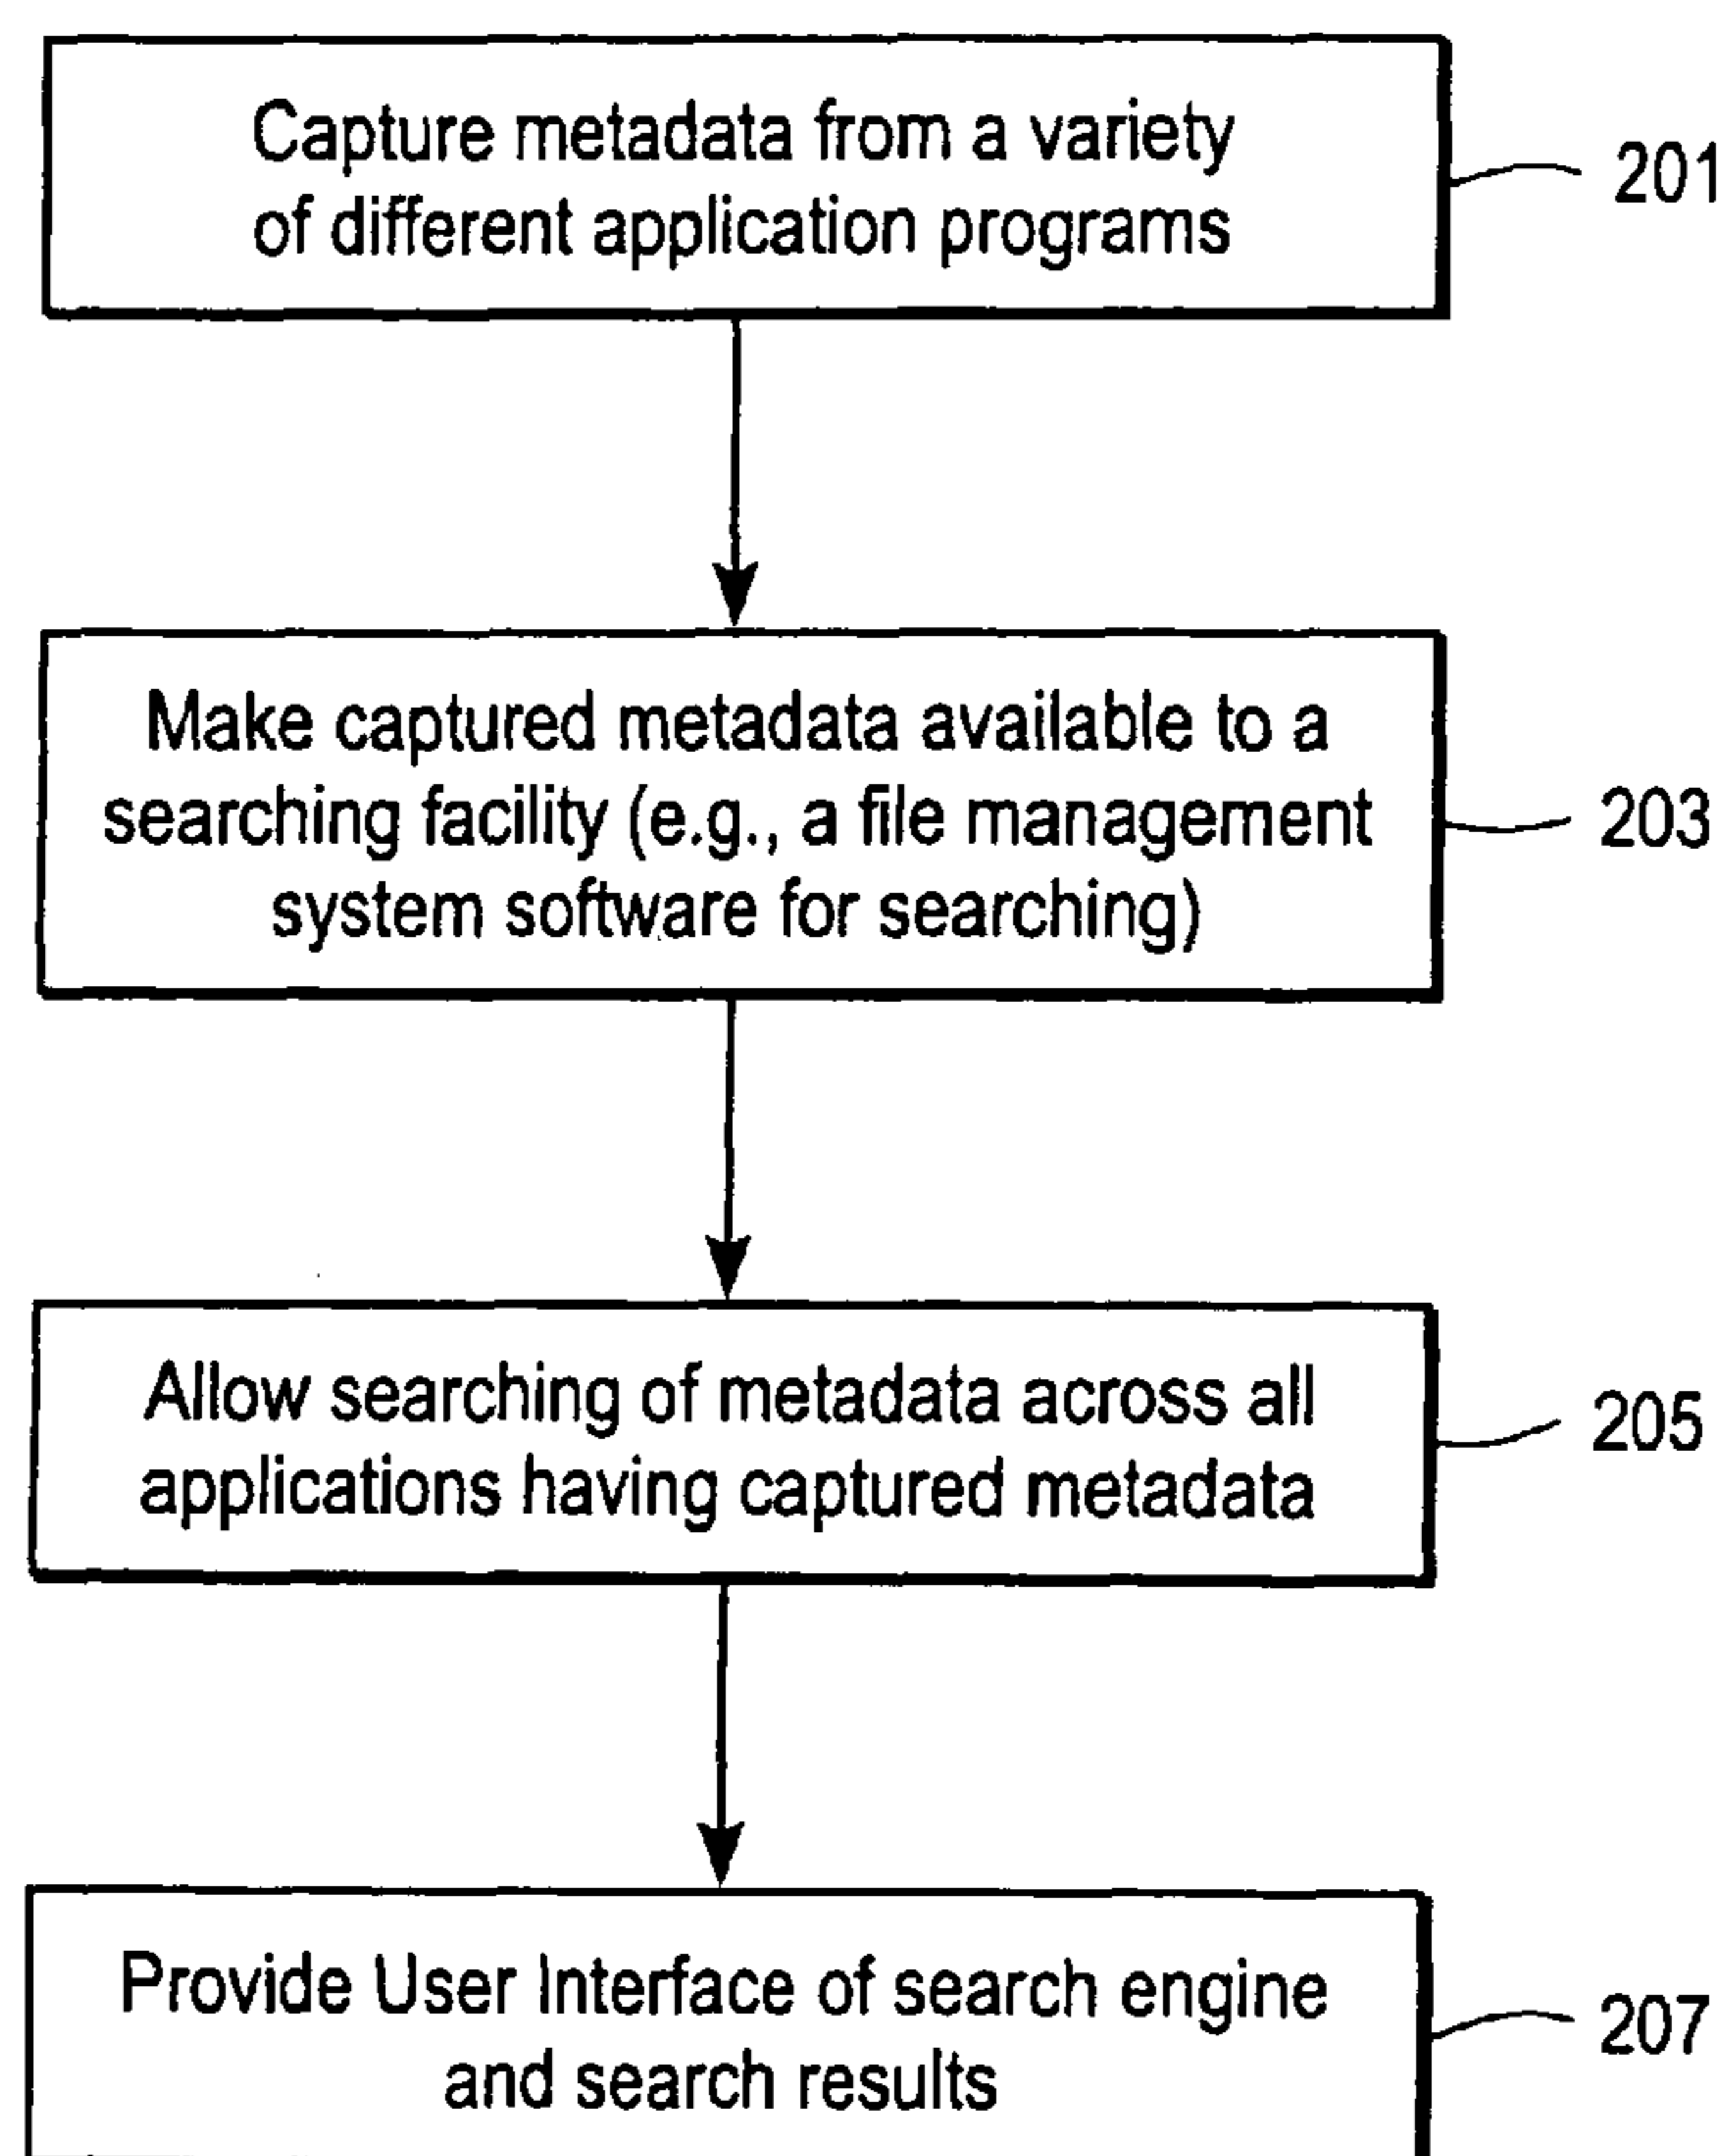 Capture metadata from a variety
of different application programs
201
Make captured metadata available to a
searching facility (e.g., a file management
system software for searching)
203
Allow searching of metadata across all
applications having captured metadata
205
Provide User Interface of search engine
and search results
207